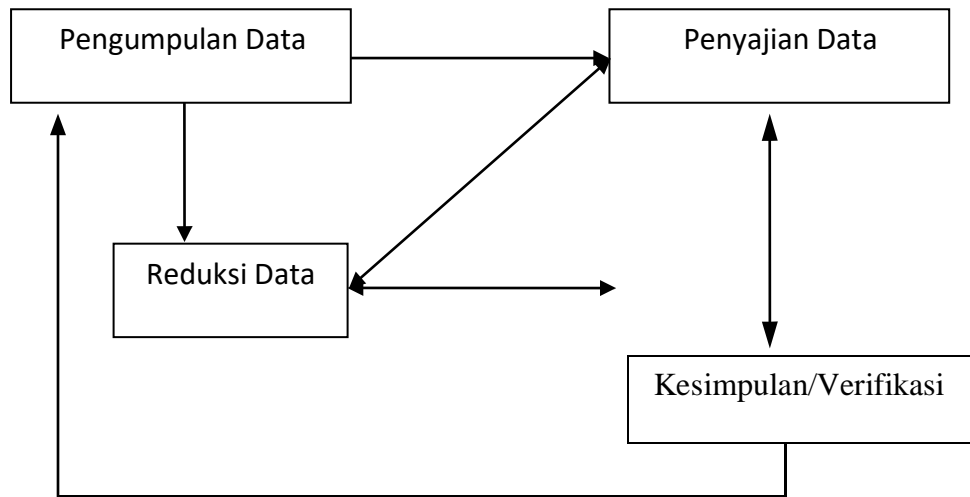 Pengumpulan Data
Penyajian Data
Reduksi Data
Kesimpulan/Verifikasi